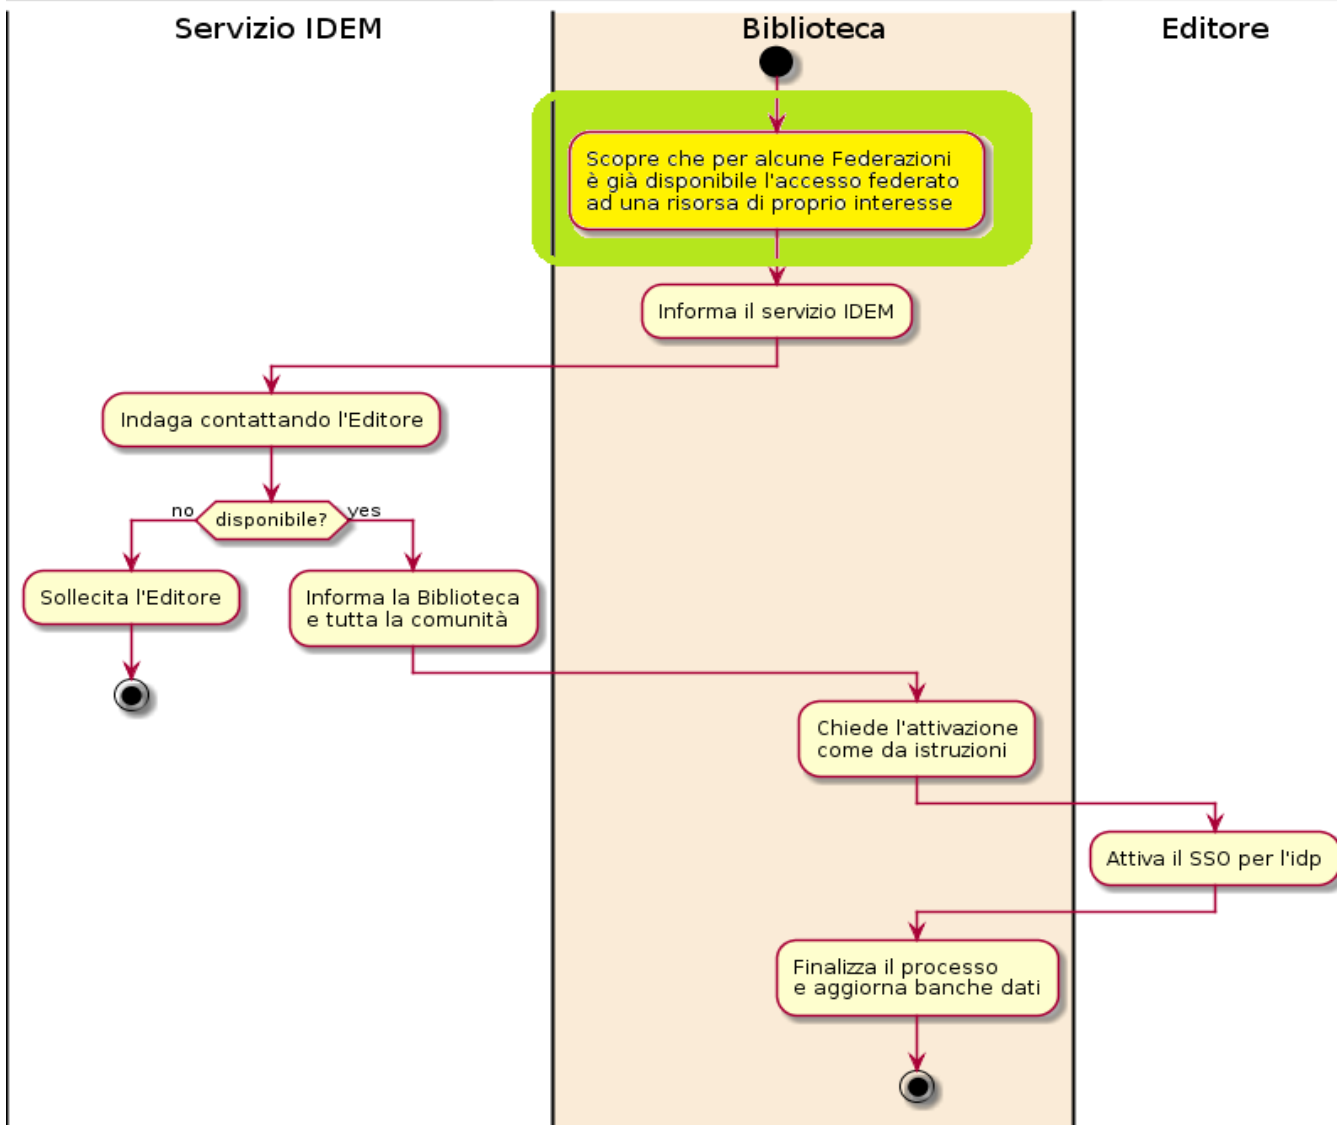 Servizio IDEM
Biblioteca
Editore
Scopre che per alcune Federazioni
è già disponibile l'accesso federato
ad una risorsa di proprio interesse
Informa il servizio IDEM
Indaga contattando l'Editore
no
disponibile?
yes
Sollecita l'Editore
Informa la Biblioteca
e tutta la comunità
Chiede l'attivazione
come da istruzioni
Attiva il SSO per l'idp
Finalizza il processo
e aggiorna banche dati